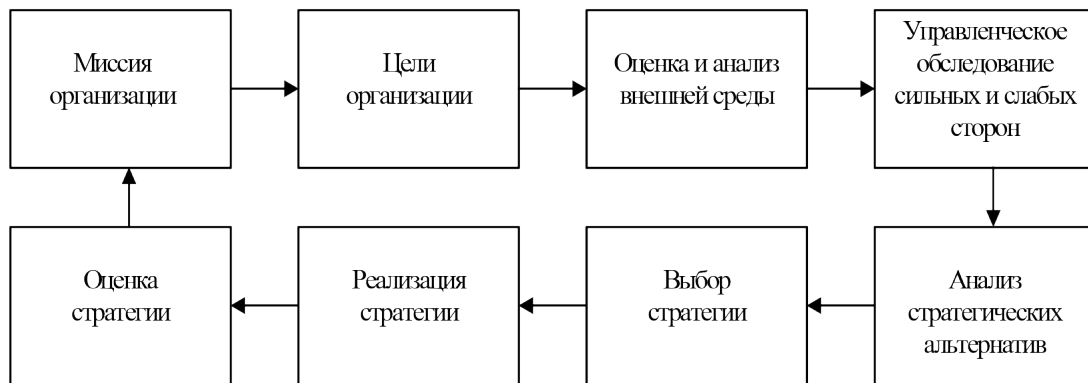 Миссия
организации
Цели
организации
Оценка и анализ
внешней среды
Управленческое
обследование
сильных и слабых
сторон
Анализ
стратегических
альтернатив
Выбор
стратегии
Реализация
стратегии
Оценка
стратегии